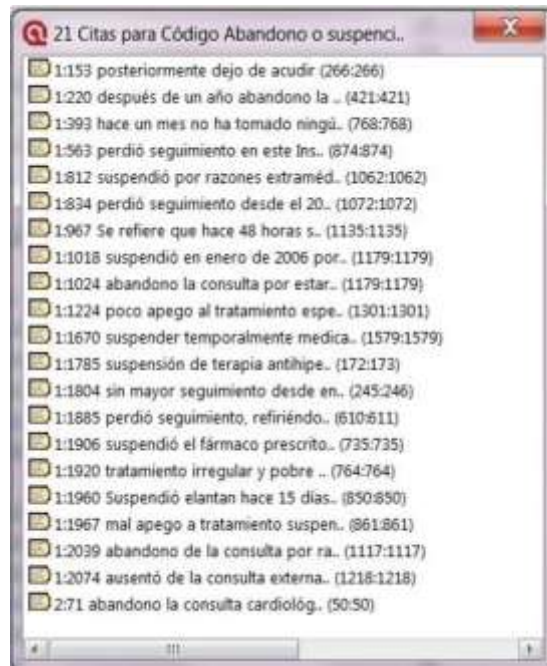 21 Citas para Código Abandono o suspenci..
1:153 posteriormente dejo de acudir (266:266)
1:220 después de un año abandono la .. (421:421)
1:393 hace un mes no ha tomado ningú.. (768:768)
1:563 perdió seguimiento en este Ins.. (874:874)
1:812 suspendió por razones extraméd.. (1062:1062)
1:834 perdió seguimiento desde el 20.. (1072:1072)
1:967 Se refiere que hace 48 horas s.. (1135:1135)
1:1018 suspendió en enero de 2006 por.. (1179:1179)
1:1024 abandono la consulta por estar.. (1179:1179)
1:1224 poco apego al tratamiento espe.. (1301:1301)
1:1670 suspender temporalmente medica.. (1579:1579)
1:1785 suspensión de terapia antihipe.. (172:173)
1:1804 sin mayor seguimiento desde en.. (245:246)
1:1885 perdió seguimiento, refiriéndo.. (610:611)
1:1906 suspendió el fármaco prescrito.. (735:735)
1:1920 tratamiento irregular y pobre .. (764:764)
1:1960 Suspendió elantan hace 15 días.. (850:850)
1:1967 mal apego a tratamiento suspen.. (861:861)
1:2039 abandono de la consulta por ra.. (1117:1117)
1:2074 ausentó de la consulta externa.. (1218:1218)
2:71 abandono la consulta cardiológ.. (50:50)